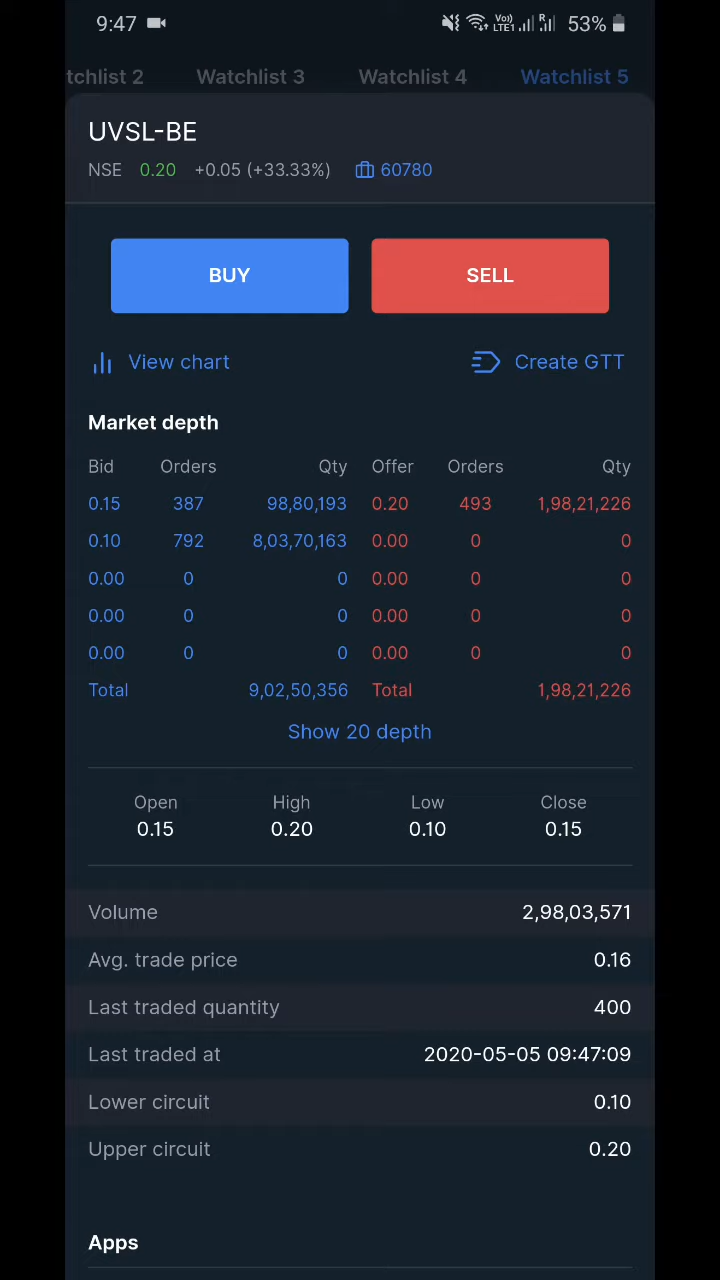 9:47 Vo)) LTE1 R 53%
tchlist 2 Watchlist 3 Watchlist 4 Watchlist 5
UVSL-BE
NSE 0.20 +0.05 (+33.33%) 60780
BUY SELL
View chart Create GTT
Market depth
Bid Orders Qty Offer Orders Qty
0.15 387 98,80,193 0.20 493 1,98,21,226
0.10 792 8,03,70,163 0.00 0 0
0.00 0 0 0.00 0 0
0.00 0 0 0.00 0 0
0.00 0 0 0.00 0 0
Total 9,02,50,356 Total 1,98,21,226
Show 20 depth
Open High Low Close
0.15 0.20 0.10 0.15
Volume 2,98,03,571
Avg. trade price 0.16
Last traded quantity 400
Last traded at 2020-05-05 09:47:09
Lower circuit 0.10
Upper circuit 0.20
Apps